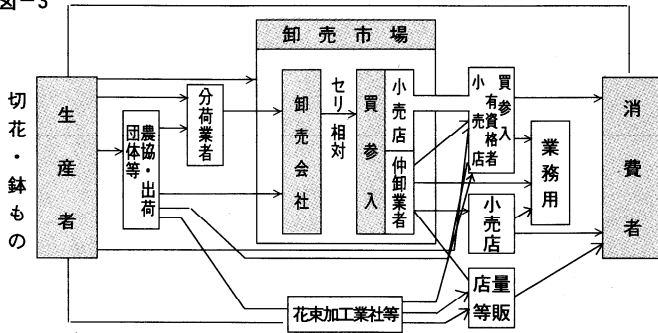 図-3
切花・鉢もの
生産者
農協・出荷
団体等
分荷業者
卸売市場
卸売会社
セリ
相対
買参人
小売店
仲卸業者
買参人
有資格者
小売店
業務用
小売店
量販
店等
花束加工業社等
消費者